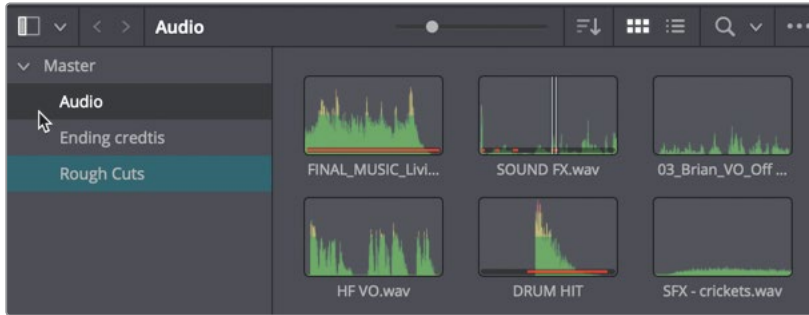 Audio
Master
Audio
Ending credtis
Rough Cuts
FINAL_MUSIC_Livi...
SOUND FX.wav
03_Brian_VO_Off ...
HF VO.wav
DRUM HIT
SFX - crickets.wav